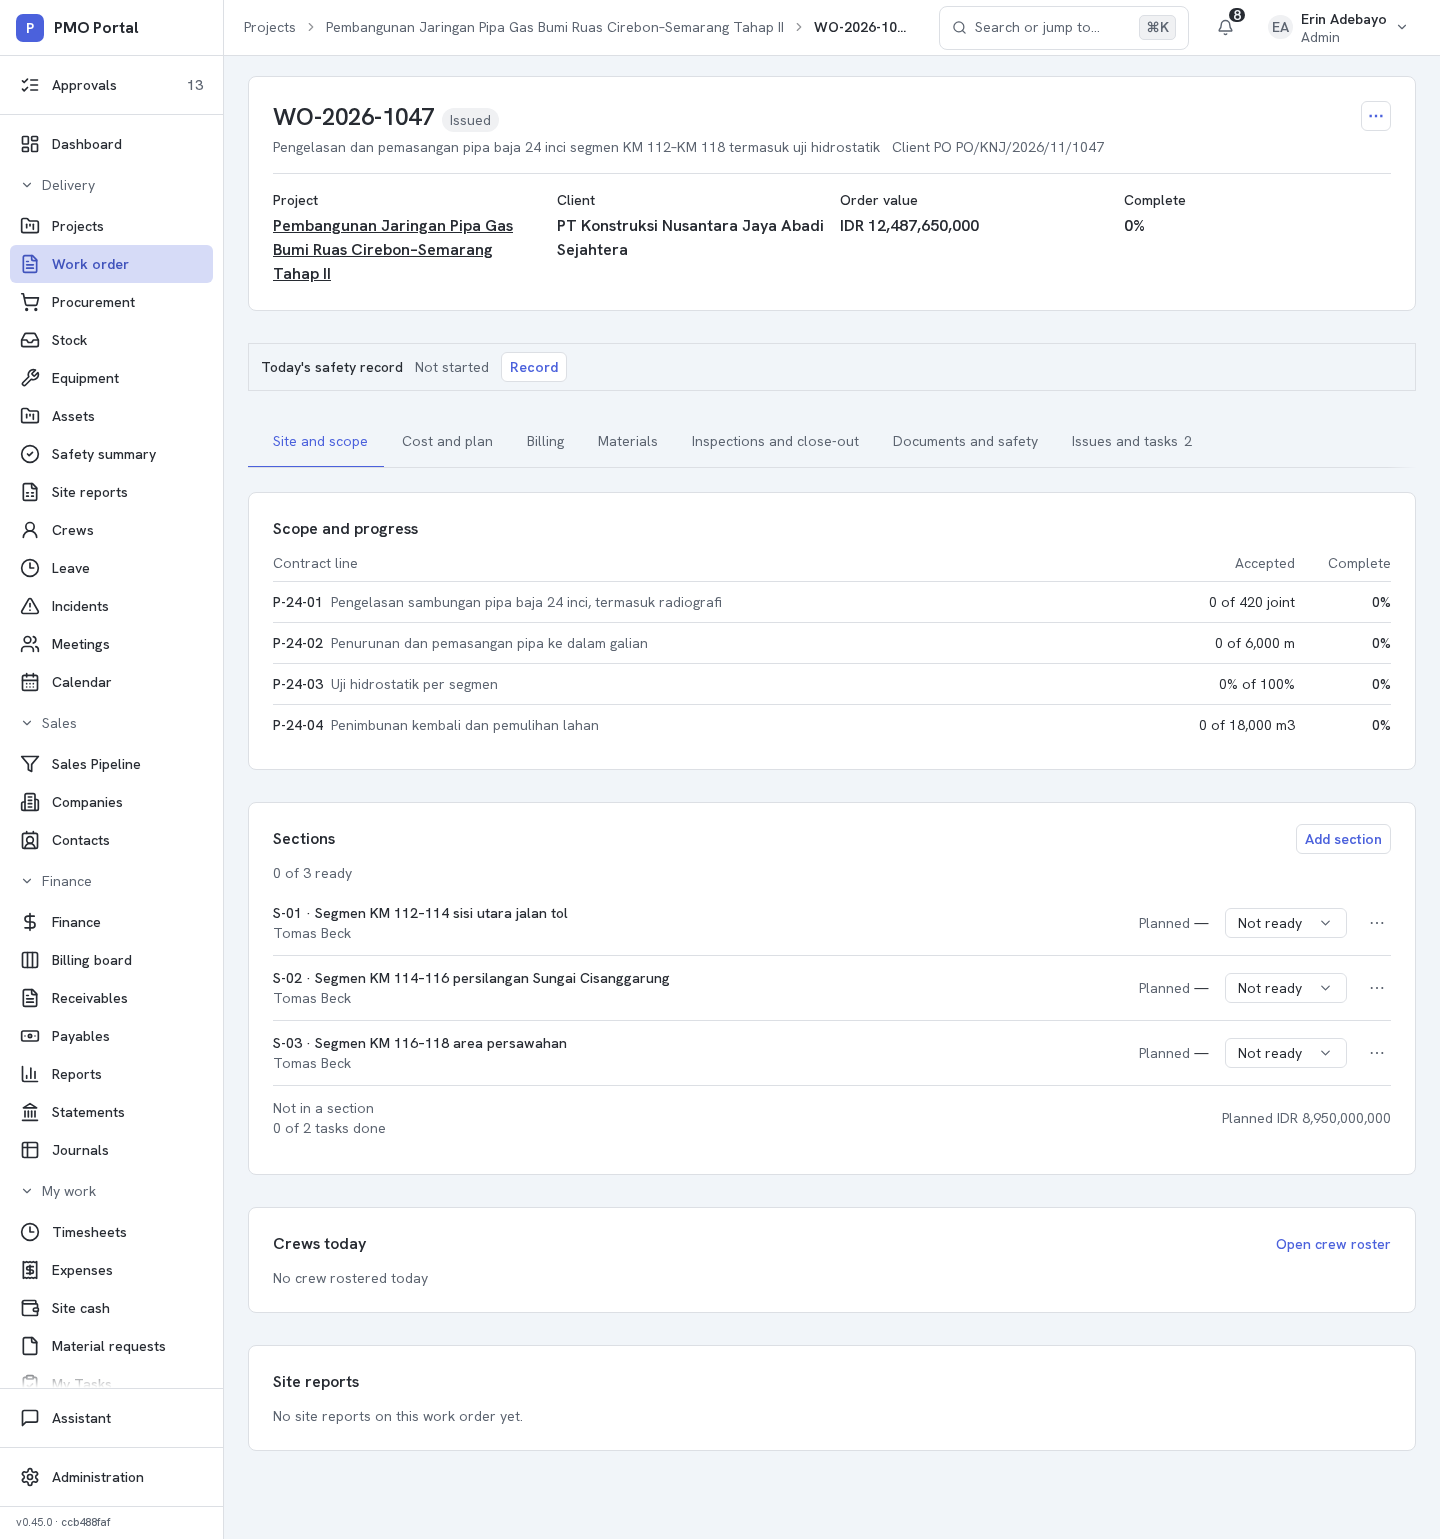 P PMO Portal
Projects > Pembangunan Jaringan Pipa Gas Bumi Ruas Cirebon–Semarang Tahap II > WO-2026-10...
Search or jump to... ⌘K
8
EA Erin Adebayo
Admin
Approvals 13
Dashboard
Delivery
Projects
Work order
Procurement
Stock
Equipment
Assets
Safety summary
Site reports
Crews
Leave
Incidents
Meetings
Calendar
Sales
Sales Pipeline
Companies
Contacts
Finance
Finance
Billing board
Receivables
Payables
Reports
Statements
Journals
My work
Timesheets
Expenses
Site cash
Material requests
My Tasks
Assistant
Administration
v0.45.0 · ccb488faf
WO-2026-1047 Issued
Pengelasan dan pemasangan pipa baja 24 inci segmen KM 112–KM 118 termasuk uji hidrostatik Client PO PO/KNJ/2026/11/1047
Project
Pembangunan Jaringan Pipa Gas
Bumi Ruas Cirebon–Semarang
Tahap II
Client
PT Konstruksi Nusantara Jaya Abadi
Sejahtera
Order value
IDR 12,487,650,000
Complete
0%
Today's safety record Not started Record
Site and scope Cost and plan Billing Materials Inspections and close-out Documents and safety Issues and tasks 2
Scope and progress
Contract line Accepted Complete
P-24-01 Pengelasan sambungan pipa baja 24 inci, termasuk radiografi 0 of 420 joint 0%
P-24-02 Penurunan dan pemasangan pipa ke dalam galian 0 of 6,000 m 0%
P-24-03 Uji hidrostatik per segmen 0% of 100% 0%
P-24-04 Penimbunan kembali dan pemulihan lahan 0 of 18,000 m3 0%
Sections Add section
0 of 3 ready
S-01 · Segmen KM 112–114 sisi utara jalan tol
Tomas Beck
Planned — Not ready
S-02 · Segmen KM 114–116 persilangan Sungai Cisanggarung
Tomas Beck
Planned — Not ready
S-03 · Segmen KM 116–118 area persawahan
Tomas Beck
Planned — Not ready
Not in a section
0 of 2 tasks done
Planned IDR 8,950,000,000
Crews today Open crew roster
No crew rostered today
Site reports
No site reports on this work order yet.